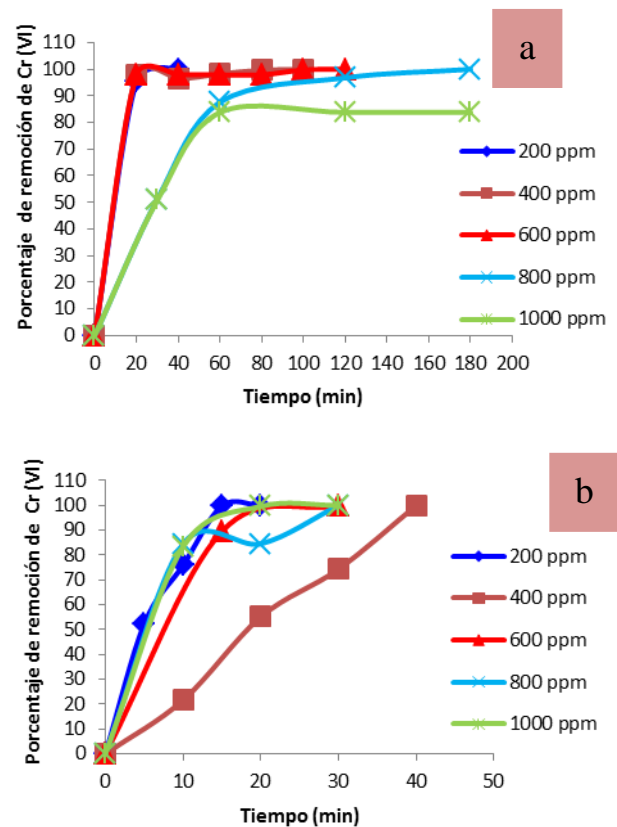 a
Porcentaje de remoción de Cr (VI)
110
100
90
80
70
60
50
40
30
20
10
0
0 20 40 60 80 100 120 140 160 180 200
Tiempo (min)
200 ppm
400 ppm
600 ppm
800 ppm
1000 ppm
b
Porcentaje de remoción de Cr (VI)
110
100
90
80
70
60
50
40
30
20
10
0
0 10 20 30 40 50
Tiempo (min)
200 ppm
400 ppm
600 ppm
800 ppm
1000 ppm